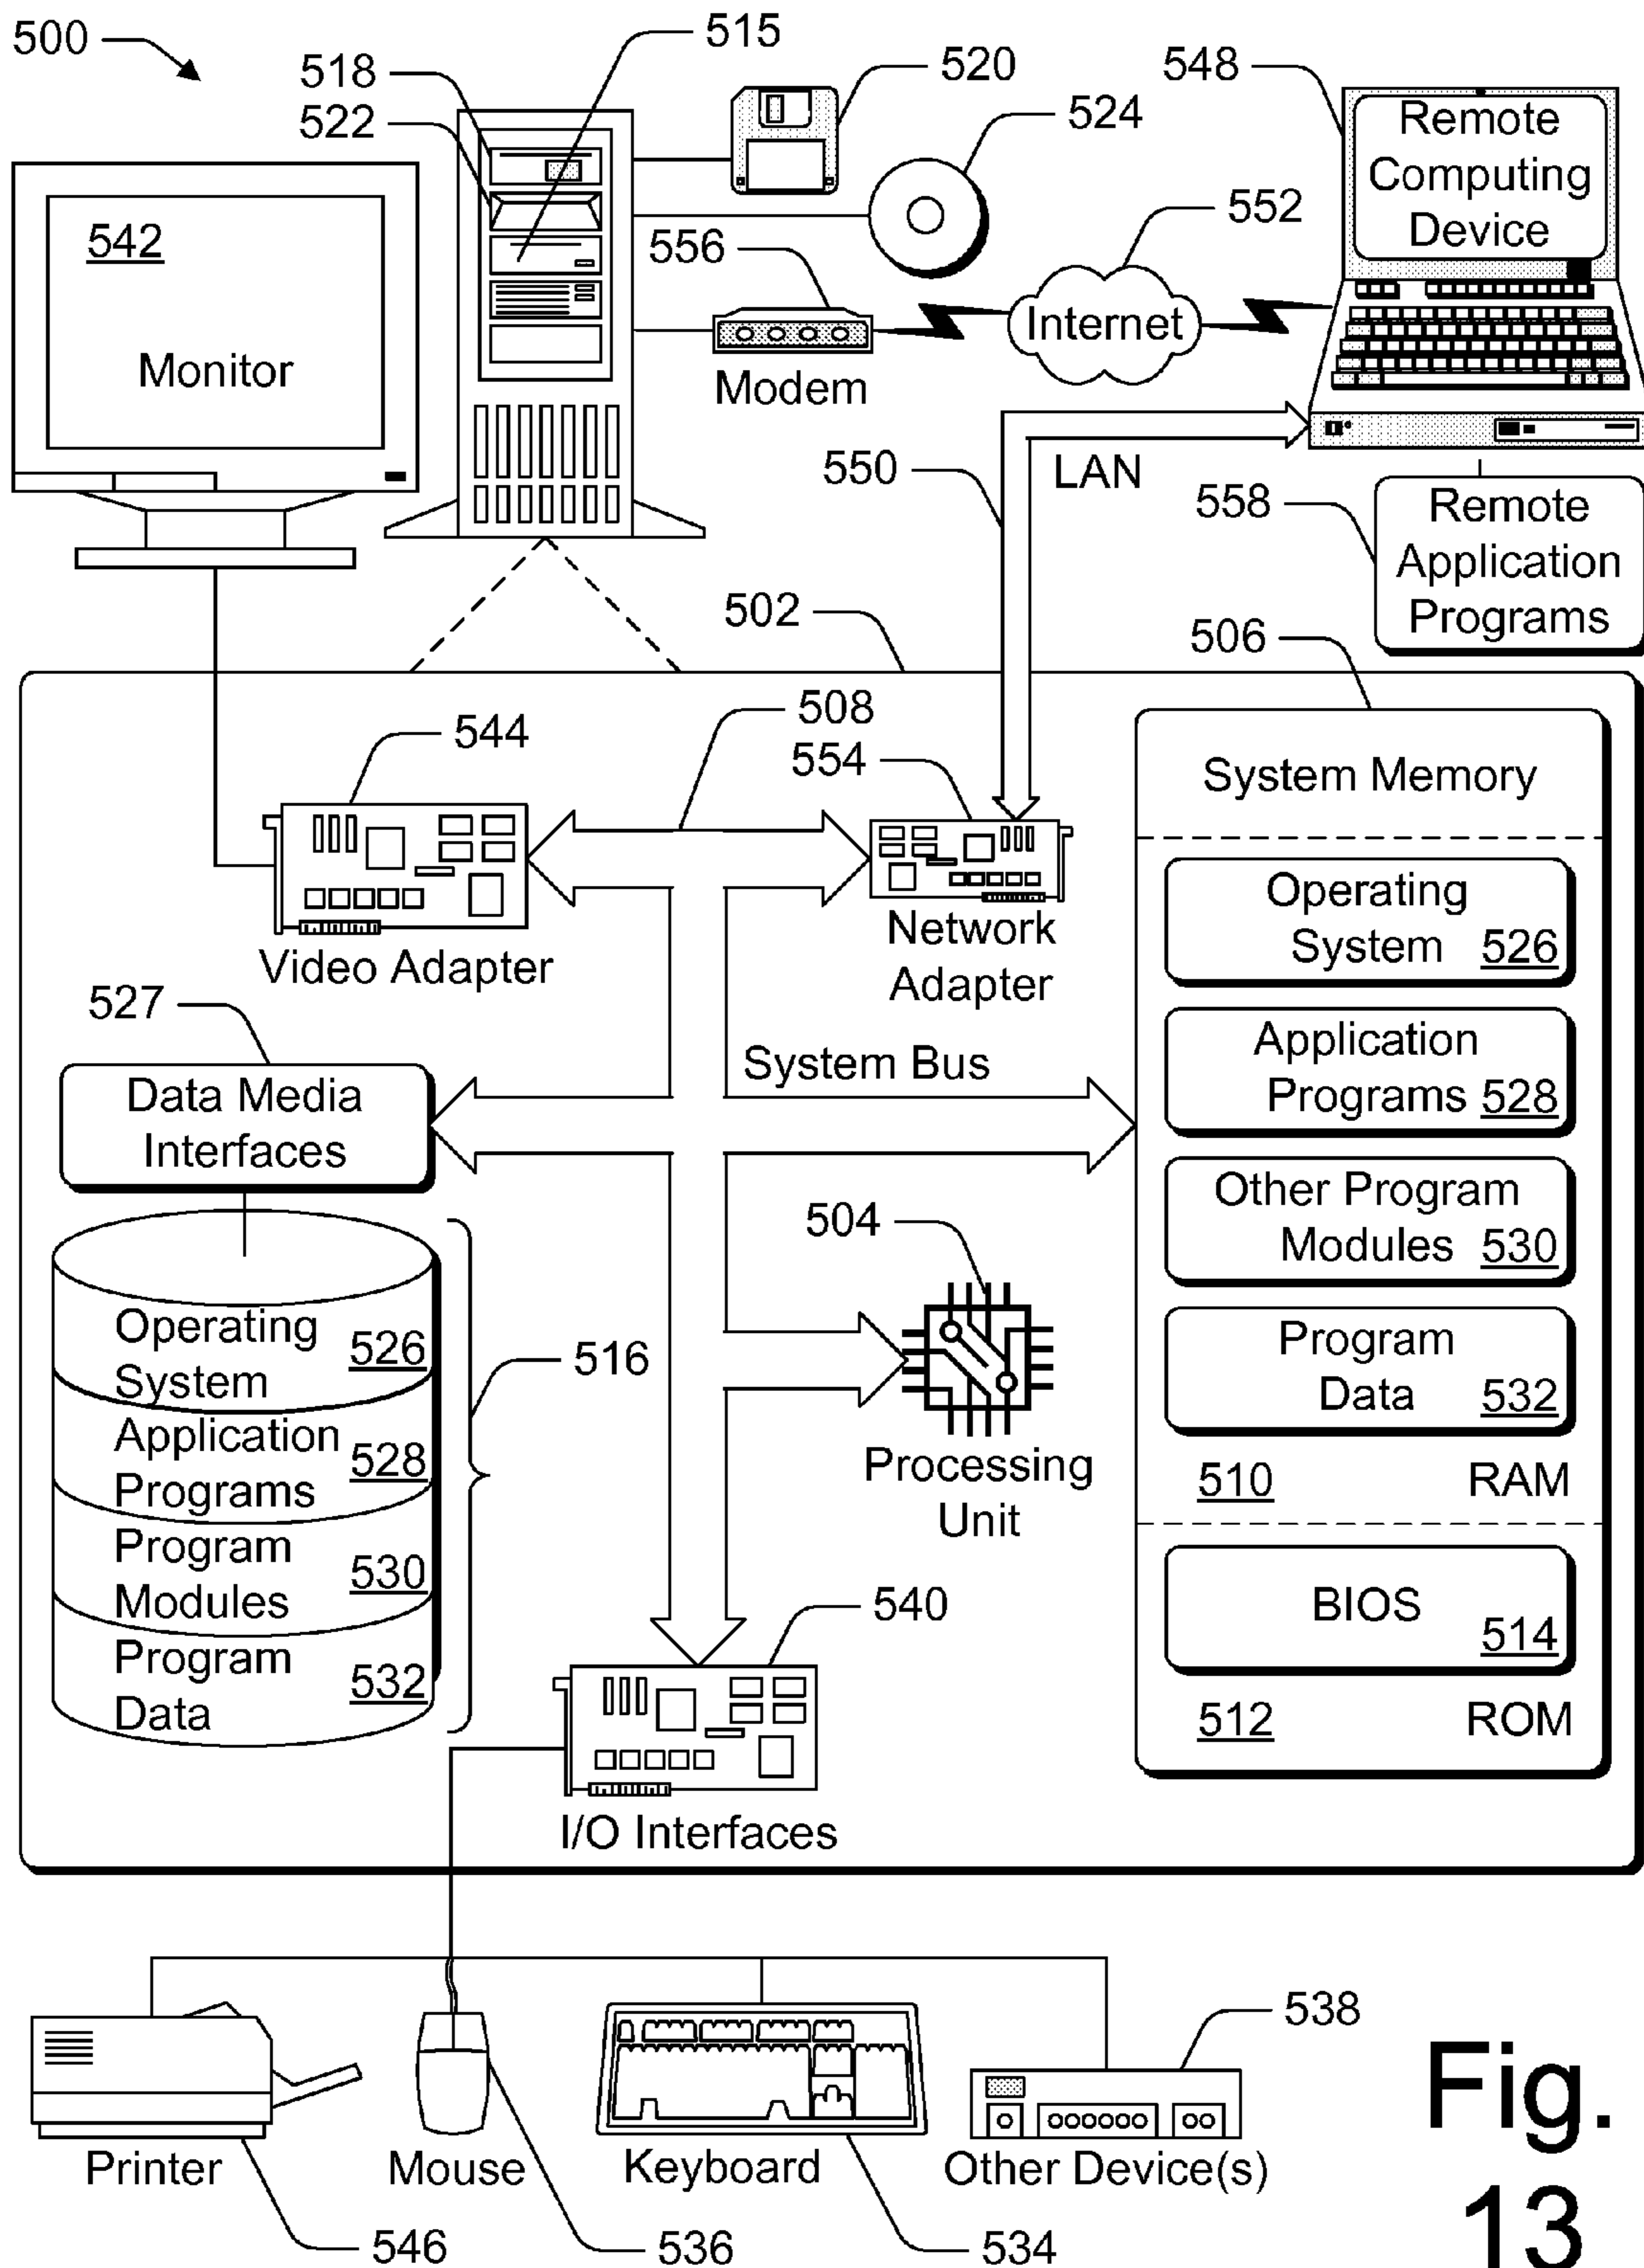 500
515
518
520
548
522
524
Remote
Computing
Device
552
542
556
Monitor
Internet
Modem
550
LAN
558
Remote
Application
Programs
502
506
508
544
554
System Memory
Operating
System 526
Video Adapter
Network
Adapter
527
Application
Programs 528
System Bus
Data Media
Interfaces
Other Program
Modules 530
504
Operating
System 526
516
Program
Data 532
Application
Programs 528
Processing
Unit
510 RAM
Program
Modules 530
540
BIOS
514
Program
Data 532
512 ROM
I/O Interfaces
538
Printer
Mouse
Keyboard
Other Device(s)
546
536
534
Fig.
13